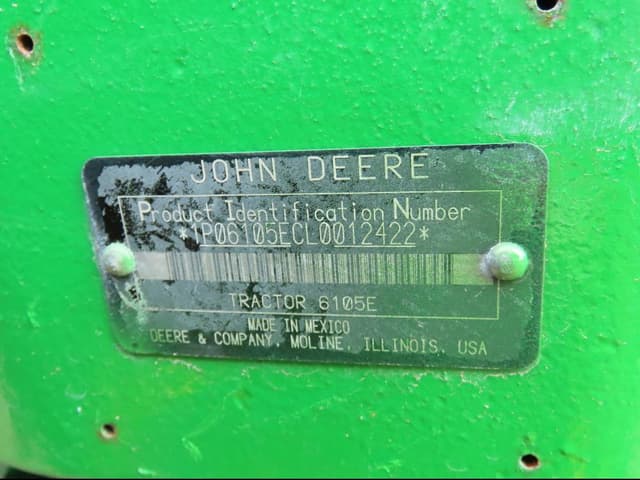 JOHN DEERE
Product Identification Number
*1P06105ECL0012422*
TRACTOR 6105E
MADE IN MEXICO
DEERE & COMPANY, MOLINE, ILLINOIS, USA